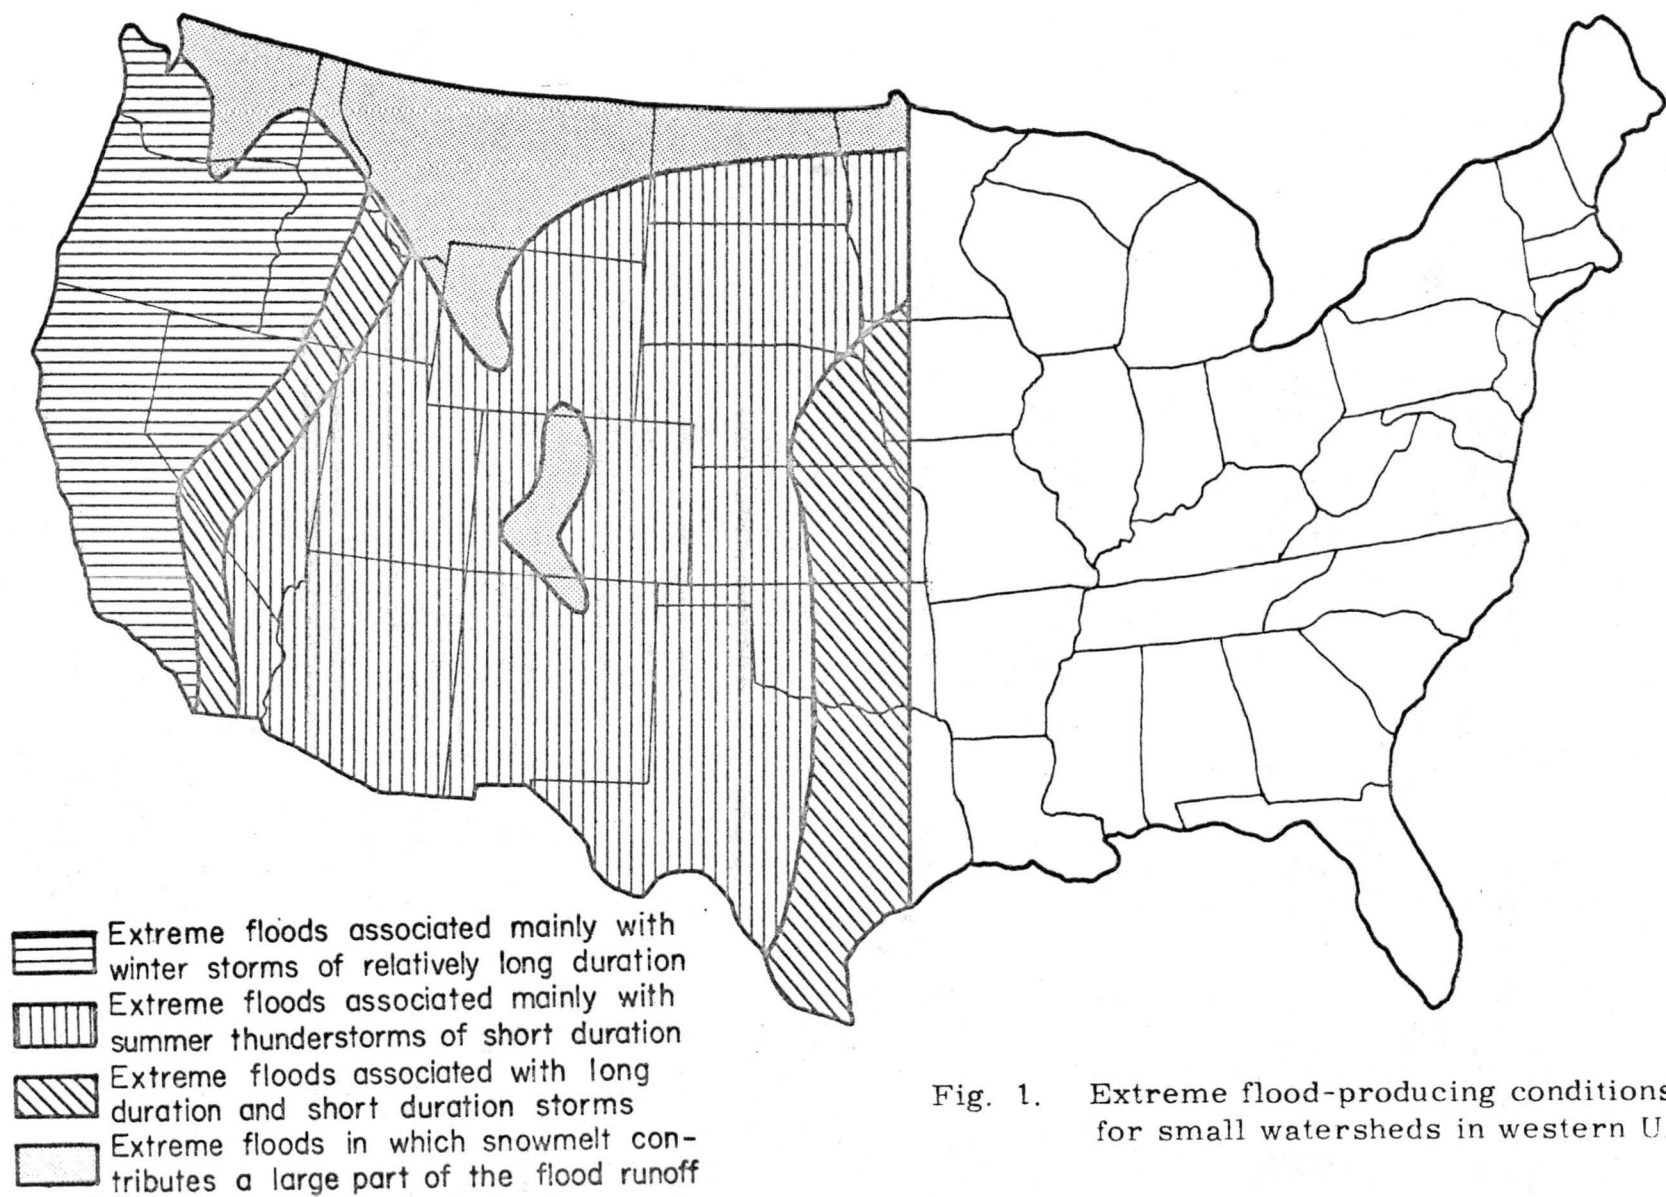 Extreme floods associated mainly with
winter storms of relatively long duration
Extreme floods associated mainly with
summer thunderstorms of short duration
Extreme floods associated with long
duration and short duration storms
Extreme floods in which snowmelt con-
tributes a large part of the flood runoff
Fig. 1. Extreme flood-producing conditions
for small watersheds in western U